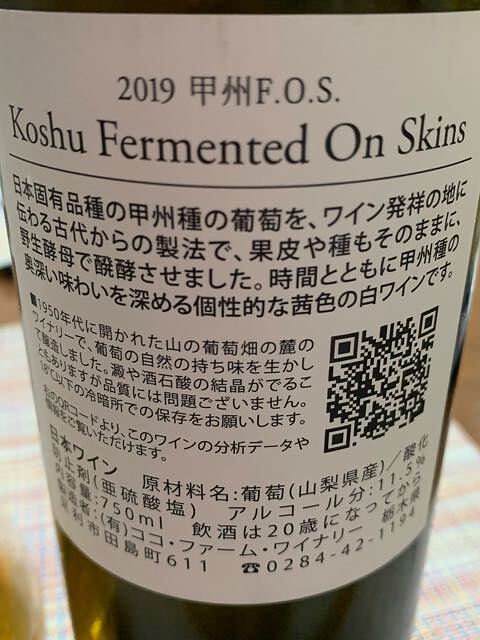 2019 甲州F.O.S.
Koshu Fermented On Skins
日本固有品種の甲州種の葡萄を、ワイン発祥の地に
伝わる古代からの製法で、果皮や種もそのままに、
野生酵母で醗酵させました。時間とともに甲州種の
奥深い味わいを深める個性的な茜色の白ワインです。
■1950年代に開かれた山の葡萄畑の麓の
ワイナリーで、葡萄の自然の持ち味を生かし
て醸造しました。澱や酒石酸の結晶がでるこ
ともありますが品質には問題ございません。
18℃以下の冷暗所での保存をお願いします。
右のQRコードより、このワインの分析データや
情報をご覧いただけます。
日本ワイン 原材料名:葡萄(山梨県産)/酸化
防止剤(亜硫酸塩) アルコール分:11.5%
内容量:750ml 飲酒は20歳になってから
製造者:(有)ココ・ファーム・ワイナリー 栃木県
足利市田島町611 ☎0284-42-1194